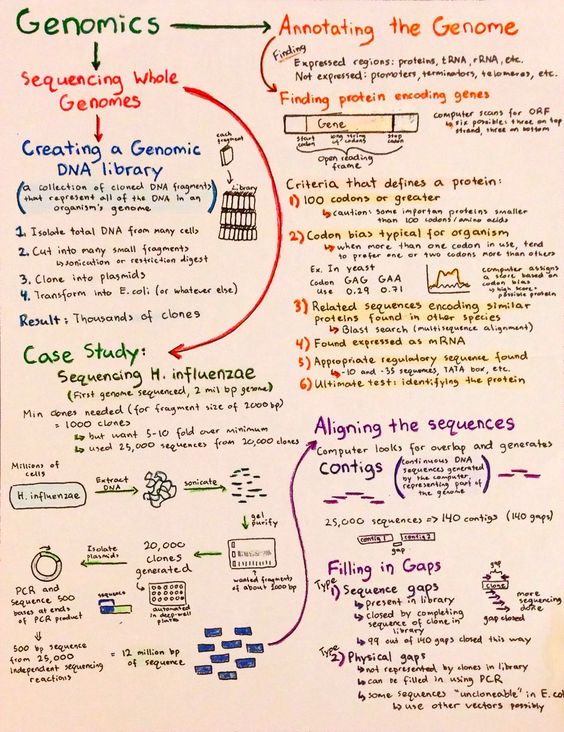 Genomics
Sequencing Whole
Genomes
Creating a Genomic
DNA library
(a collection of cloned DNA fragments
that represent all of the DNA in an
organism's genome)
each
fragment
Library
1. Isolate total DNA from many cells
2. Cut into many small fragments
↳ sonication or restriction digest
3. Clone into plasmids
4. Transform into E.coli (or whatever else)
Result: Thousands of clones
Case Study:
Sequencing H. influenzae
(First genome sequenced, 2 mil bp genome)
Min clones needed (for fragment size of 2000bp)
= 1000 clones
↳ but want 5-10 fold over minimum
↳ used 25,000 sequences from 20,000 clones
Millions of
cells
H. influenzae
Extract
DNA
sonicate
gel
purify
wanted fragments
of about 2000bp
20,000
clones
generated
automated
in deep-well
plates
Isolate
plasmids
PCR and
Sequence 500
bases at ends
of PCR product
sequence
500 bp sequence
from 25,000
independent sequencing
reactions
= 12 million bp
of sequence
Annotating the Genome
Finding
Expressed regions: proteins, tRNA, rRNA, etc.
Not expressed: promoters, terminators, telomeres, etc.
Finding protein encoding genes
Gene
start
codon
long string
of codons
stop
codon
Open reading
frame
computer scans for ORF
↳ six possible: three on top
strand, three on bottom
Criteria that defines a protein:
1) 100 codons or greater
↳ caution: some importan proteins smaller
than 100 codons/amino acids
2) Codon bias typical for organism
↳ when more than one codon in use, tend
to prefer one or two codons more than others
Ex. In yeast
Codon GAG GAA
Use 0.29 0.71
computer assigns
a score based on
codon bias
↳ high score =
possible protein
3) Related sequences encoding similar
proteins found in other species
↳ Blast search (multisequence alignment)
4) Found expressed as mRNA
5) Appropriate regulatory sequence found
↳ -10 and -35 sequences, TATA box, etc.
6) Ultimate test: identifying the protein
Aligning the sequences
Computer looks for overlap and generates
contigs
(continuous DNA
sequences generated
by the computer,
representing part of
the genome)
25,000 sequences => 140 contigs (140 gaps)
contig 1
contig 2
gap
Filling in Gaps
Type 1) Sequence gaps
↳ present in library
↳ closed by completing
sequence of clone in
library
↳ 99 out of 140 gaps closed this way
gap
clone
more
sequencing
done
gap closed
Type 2) Physical gaps
↳ not represented by clones in library
↳ can be filled in using PCR
↳ some sequences "uncloneable" in E.col
↳ use other vectors possibly